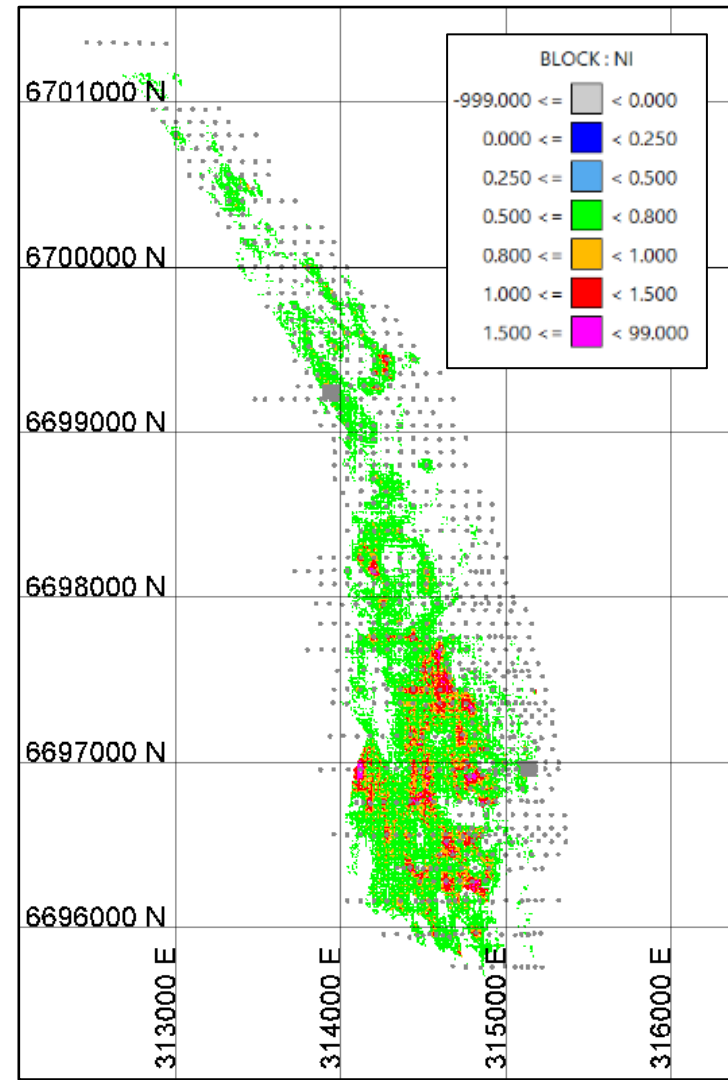 BLOCK : NI
-999.000 <= < 0.000
0.000 <= < 0.250
0.250 <= < 0.500
0.500 <= < 0.800
0.800 <= < 1.000
1.000 <= < 1.500
1.500 <= < 99.000
6701000 N
6700000 N
6699000 N
6698000 N
6697000 N
6696000 N
313000 E
314000 E
315000 E
316000 E